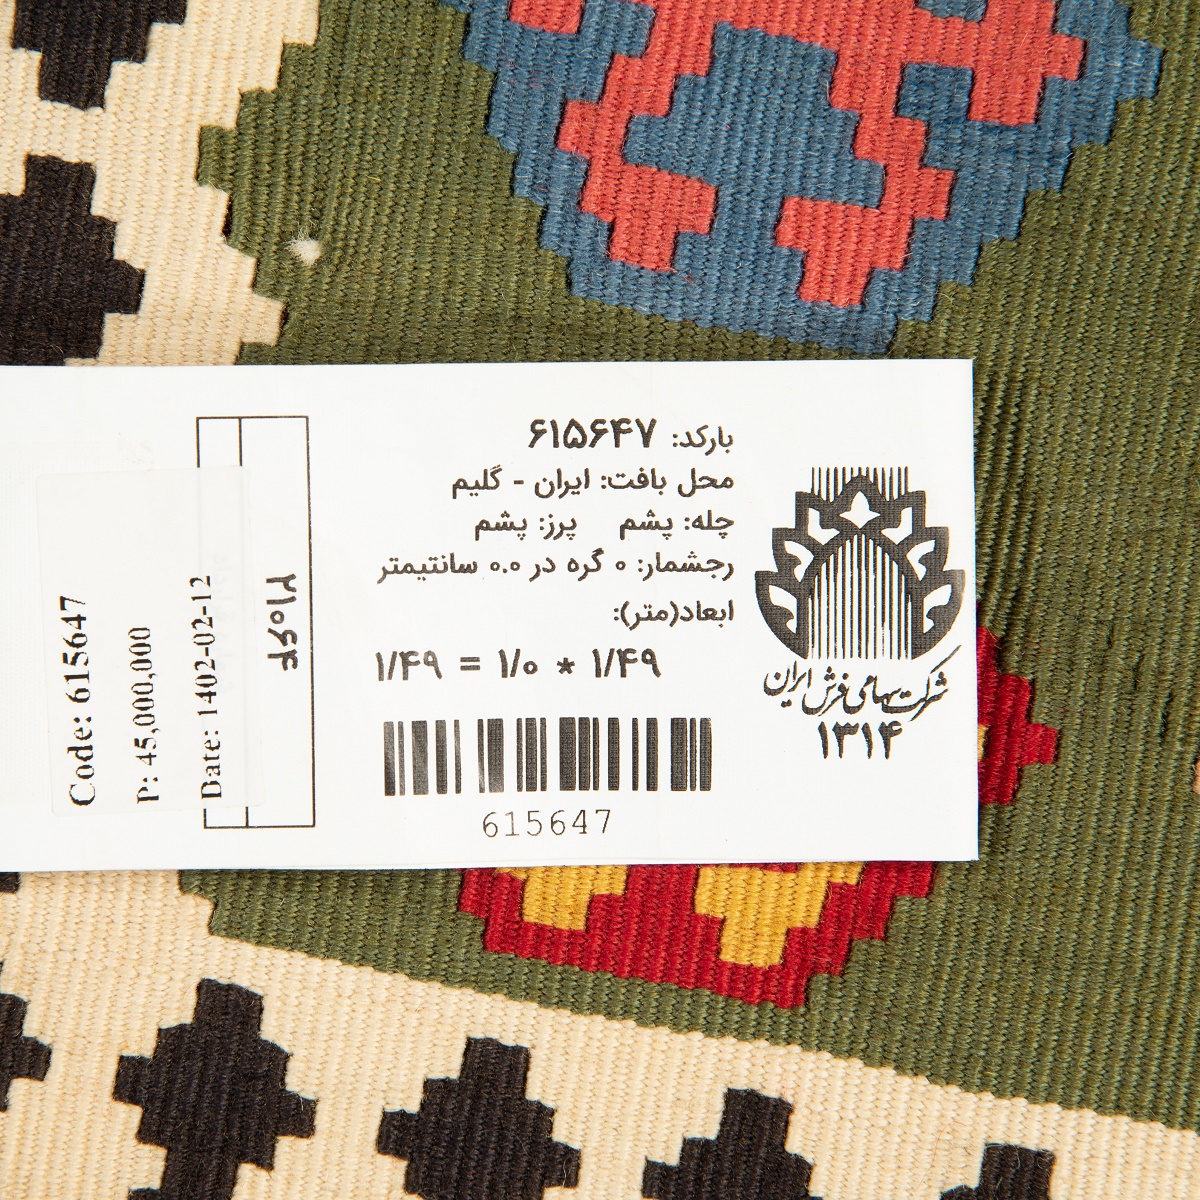 بارکد: ۶۱۵۶۴۷
محل بافت: ایران - گلیم
چله: پشم پرز: پشم
رجشمار: ۰ گره در ۰.۰ سانتیمتر
ابعاد(متر):
۱/۴۹ * ۱/۰ = ۱/۴۹
615647
شرکت سهامی فرش ایران
۱۳۱۴
۲۱۰۶۴
Code: 615647
P: 45,000,000
Date: 1402-02-12